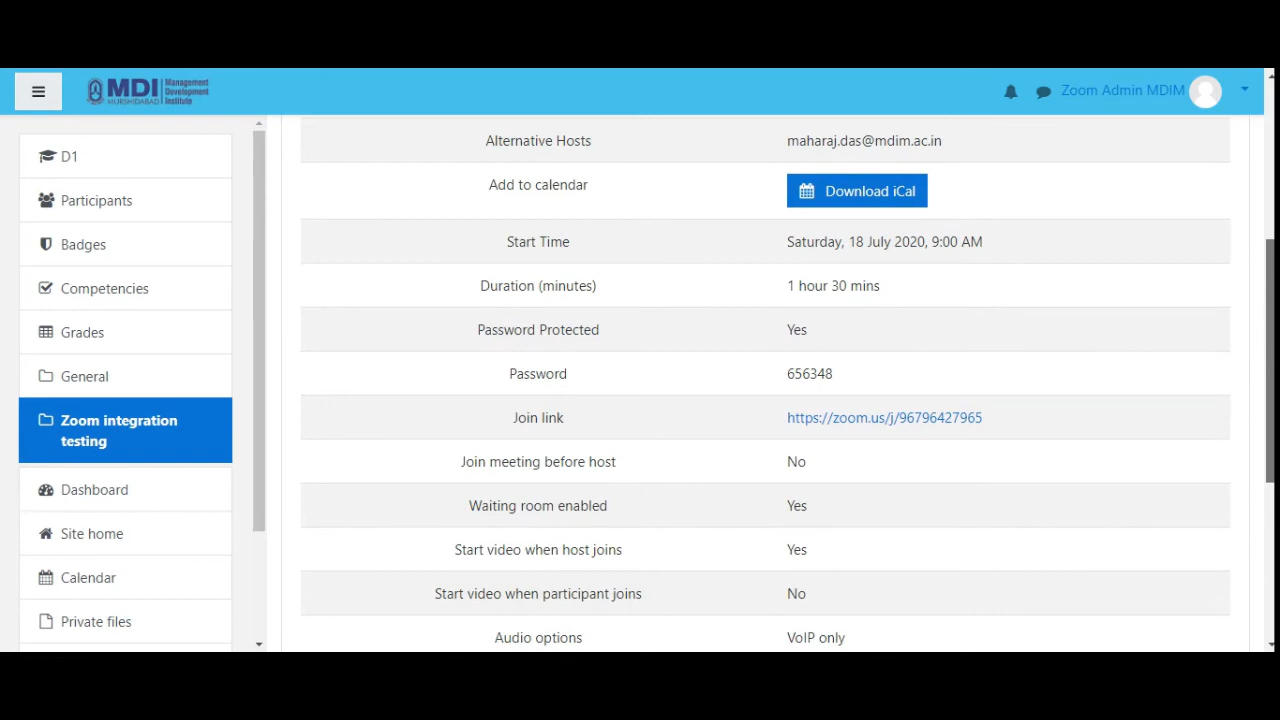 MDI Management Development Institute
MURSHIDABAD
Zoom Admin MDIM
D1
Participants
Badges
Competencies
Grades
General
Zoom integration
testing
Dashboard
Site home
Calendar
Private files
Alternative Hosts maharaj.das@mdim.ac.in
Add to calendar Download iCal
Start Time Saturday, 18 July 2020, 9:00 AM
Duration (minutes) 1 hour 30 mins
Password Protected Yes
Password 656348
Join link https://zoom.us/j/96796427965
Join meeting before host No
Waiting room enabled Yes
Start video when host joins Yes
Start video when participant joins No
Audio options VoIP only